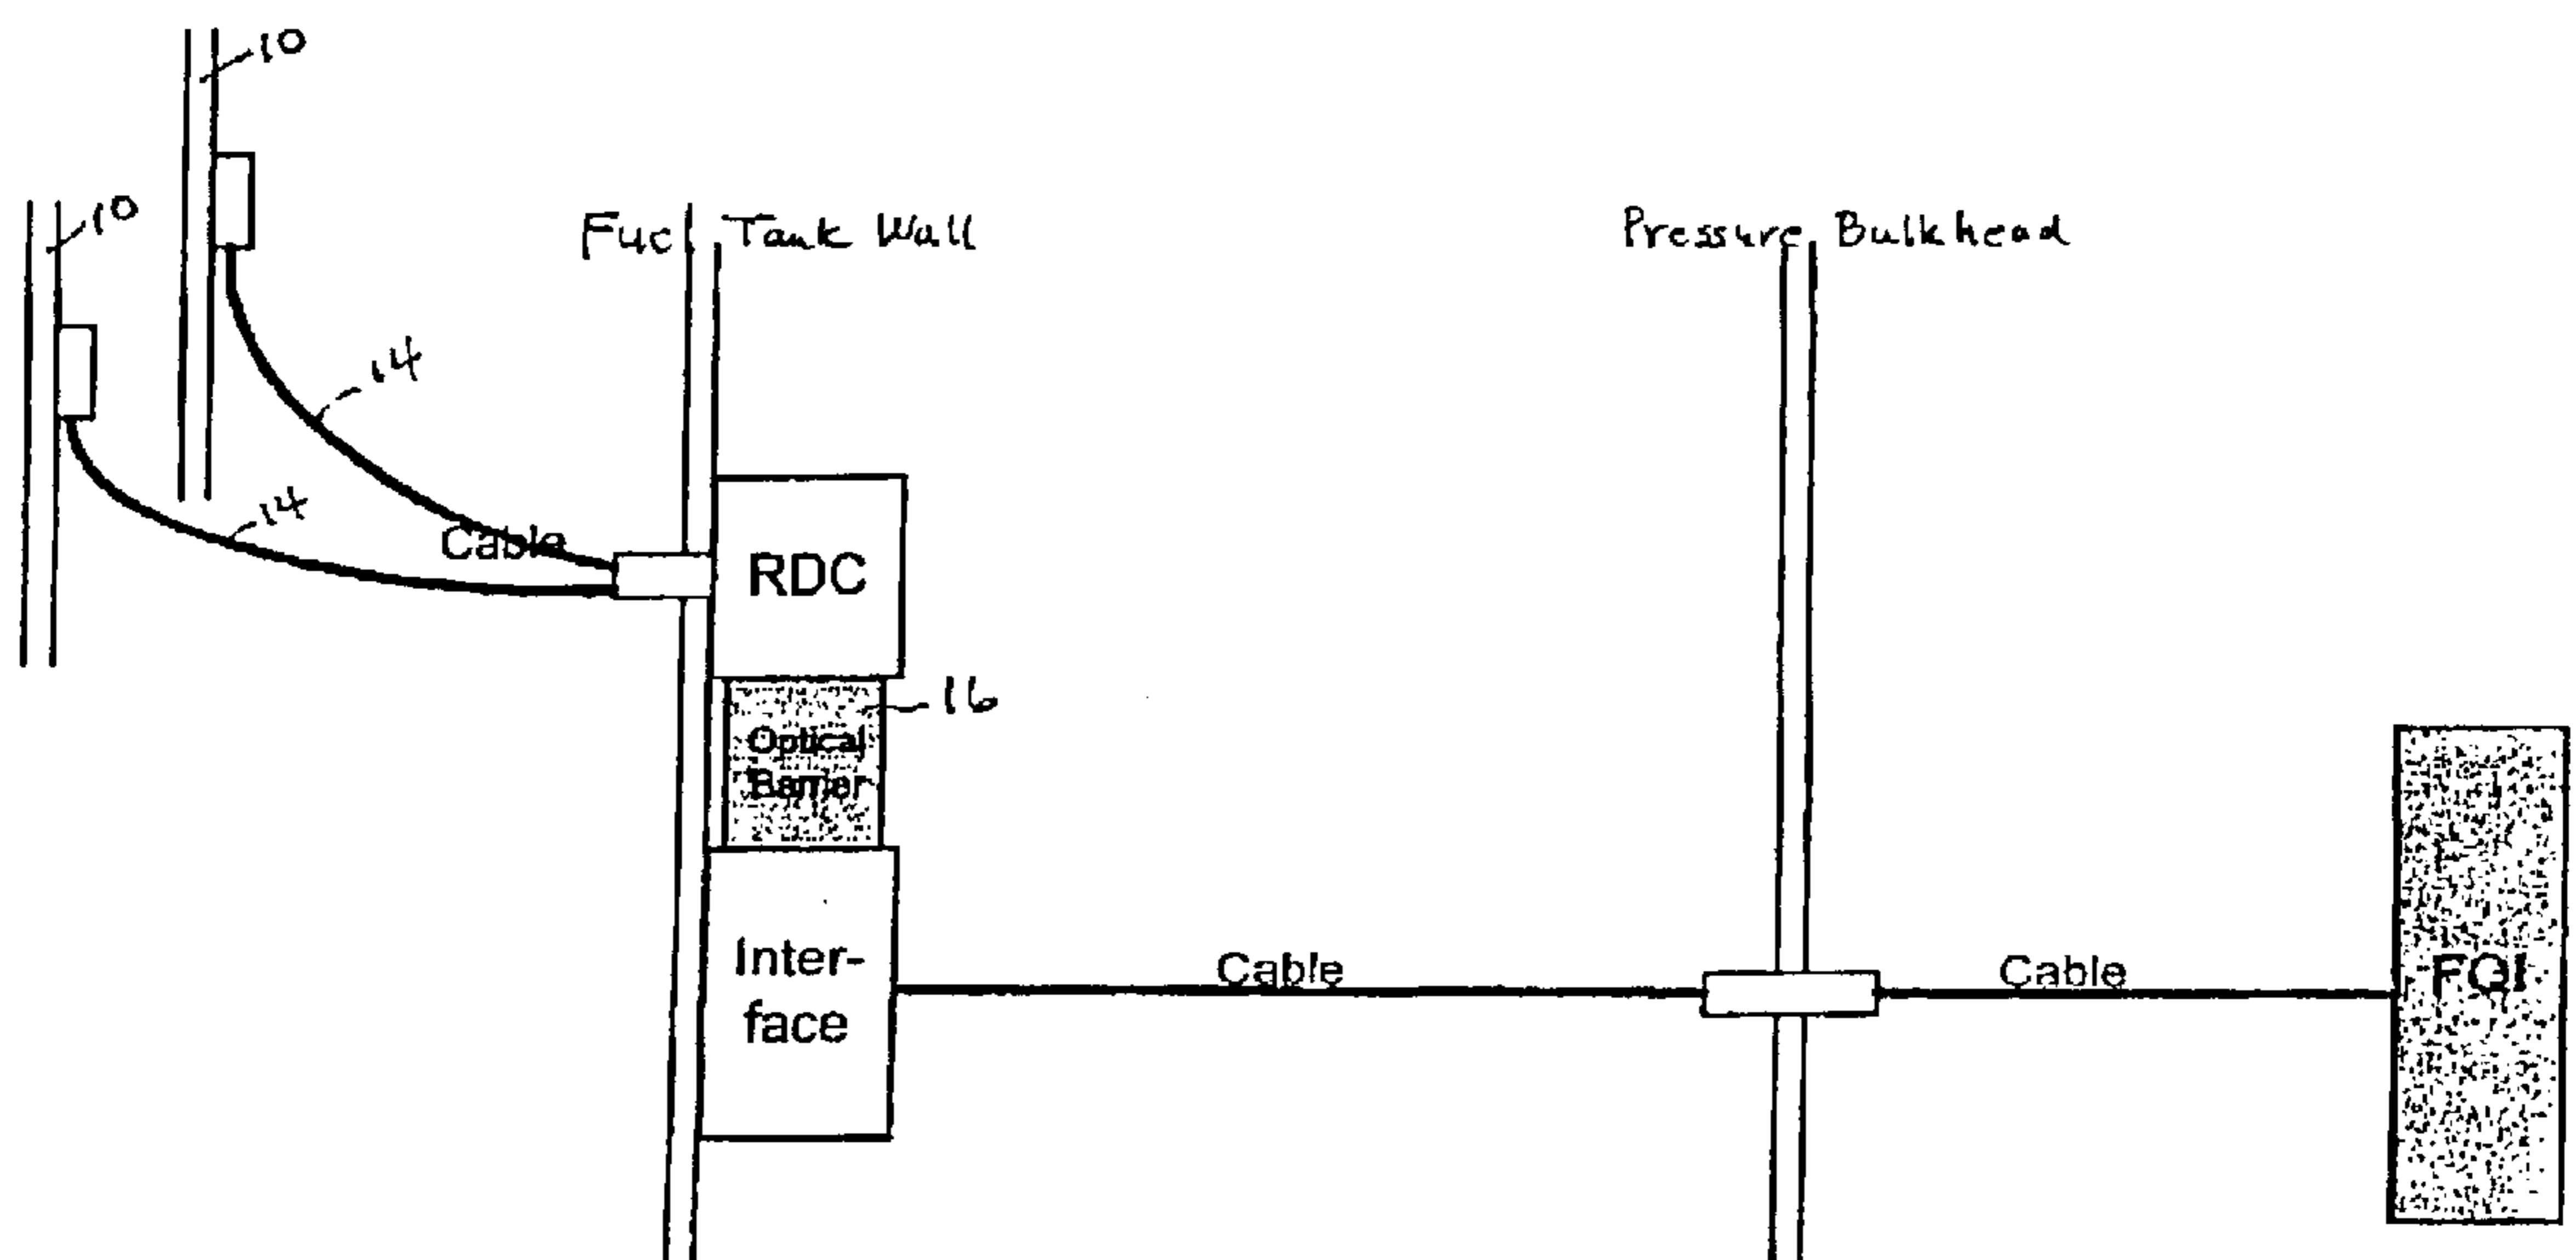 10
10
Fuel Tank Wall
Pressure Bulkhead
14
14
Cable
RDC
16
Optical
Barrier
Inter-
face
Cable
Cable
FQI